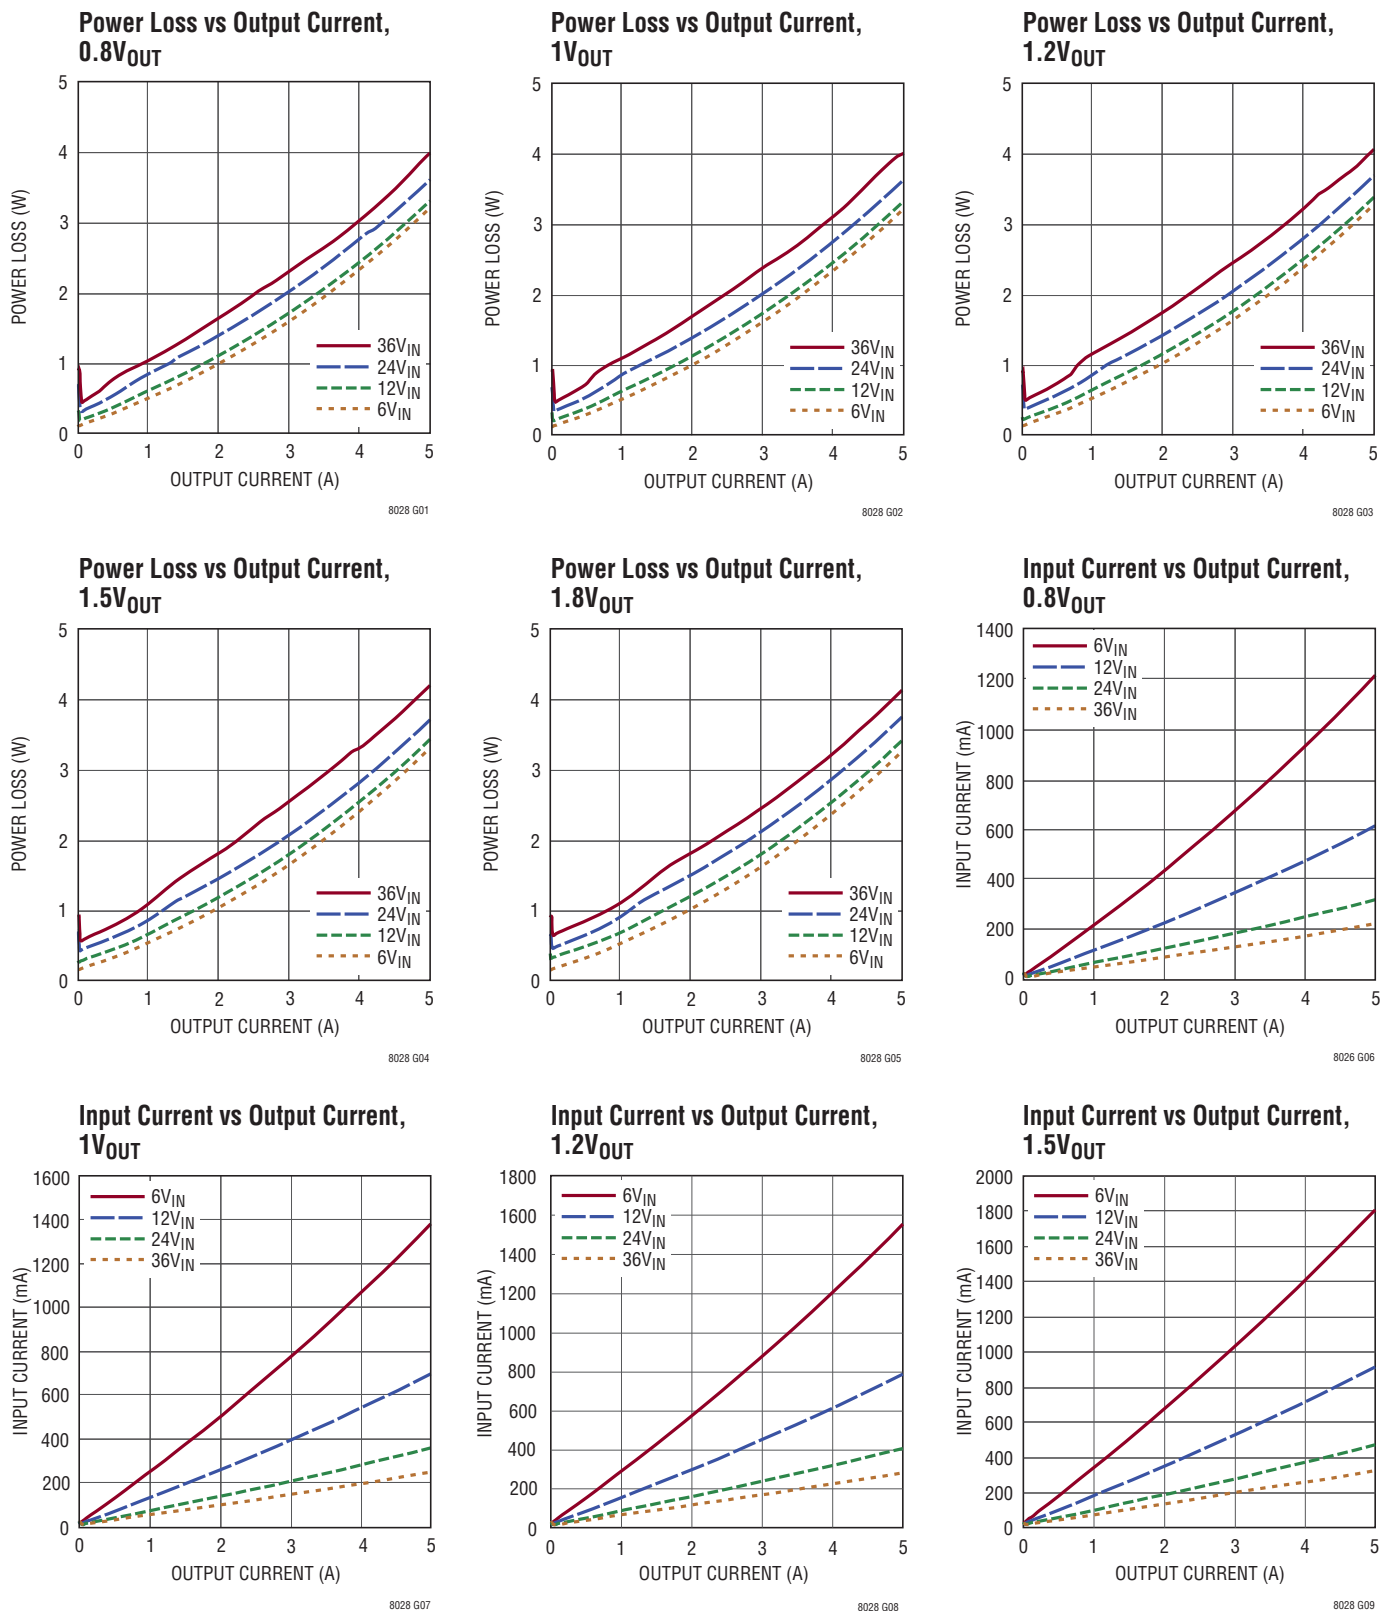 Power Loss vs Output Current,
0.8VOUT
5
4
3
2
1
0
POWER LOSS (W)
36VIN
24VIN
12VIN
6VIN
0 1 2 3 4 5
OUTPUT CURRENT (A)
8028 G01
Power Loss vs Output Current,
1VOUT
5
4
3
2
1
0
POWER LOSS (W)
36VIN
24VIN
12VIN
6VIN
0 1 2 3 4 5
OUTPUT CURRENT (A)
8028 G02
Power Loss vs Output Current,
1.2VOUT
5
4
3
2
1
0
POWER LOSS (W)
36VIN
24VIN
12VIN
6VIN
0 1 2 3 4 5
OUTPUT CURRENT (A)
8028 G03
Power Loss vs Output Current,
1.5VOUT
5
4
3
2
1
0
POWER LOSS (W)
36VIN
24VIN
12VIN
6VIN
0 1 2 3 4 5
OUTPUT CURRENT (A)
8028 G04
Power Loss vs Output Current,
1.8VOUT
5
4
3
2
1
0
POWER LOSS (W)
36VIN
24VIN
12VIN
6VIN
0 1 2 3 4 5
OUTPUT CURRENT (A)
8028 G05
Input Current vs Output Current,
0.8VOUT
1400
1200
1000
800
600
400
200
0
INPUT CURRENT (mA)
6VIN
12VIN
24VIN
36VIN
0 1 2 3 4 5
OUTPUT CURRENT (A)
8026 G06
Input Current vs Output Current,
1VOUT
1600
1400
1200
1000
800
600
400
200
0
INPUT CURRENT (mA)
6VIN
12VIN
24VIN
36VIN
0 1 2 3 4 5
OUTPUT CURRENT (A)
8028 G07
Input Current vs Output Current,
1.2VOUT
1800
1600
1400
1200
1000
800
600
400
200
0
INPUT CURRENT (mA)
6VIN
12VIN
24VIN
36VIN
0 1 2 3 4 5
OUTPUT CURRENT (A)
8028 G08
Input Current vs Output Current,
1.5VOUT
2000
1800
1600
1400
1200
1000
800
600
400
200
0
INPUT CURRENT (mA)
6VIN
12VIN
24VIN
36VIN
0 1 2 3 4 5
OUTPUT CURRENT (A)
8028 G09